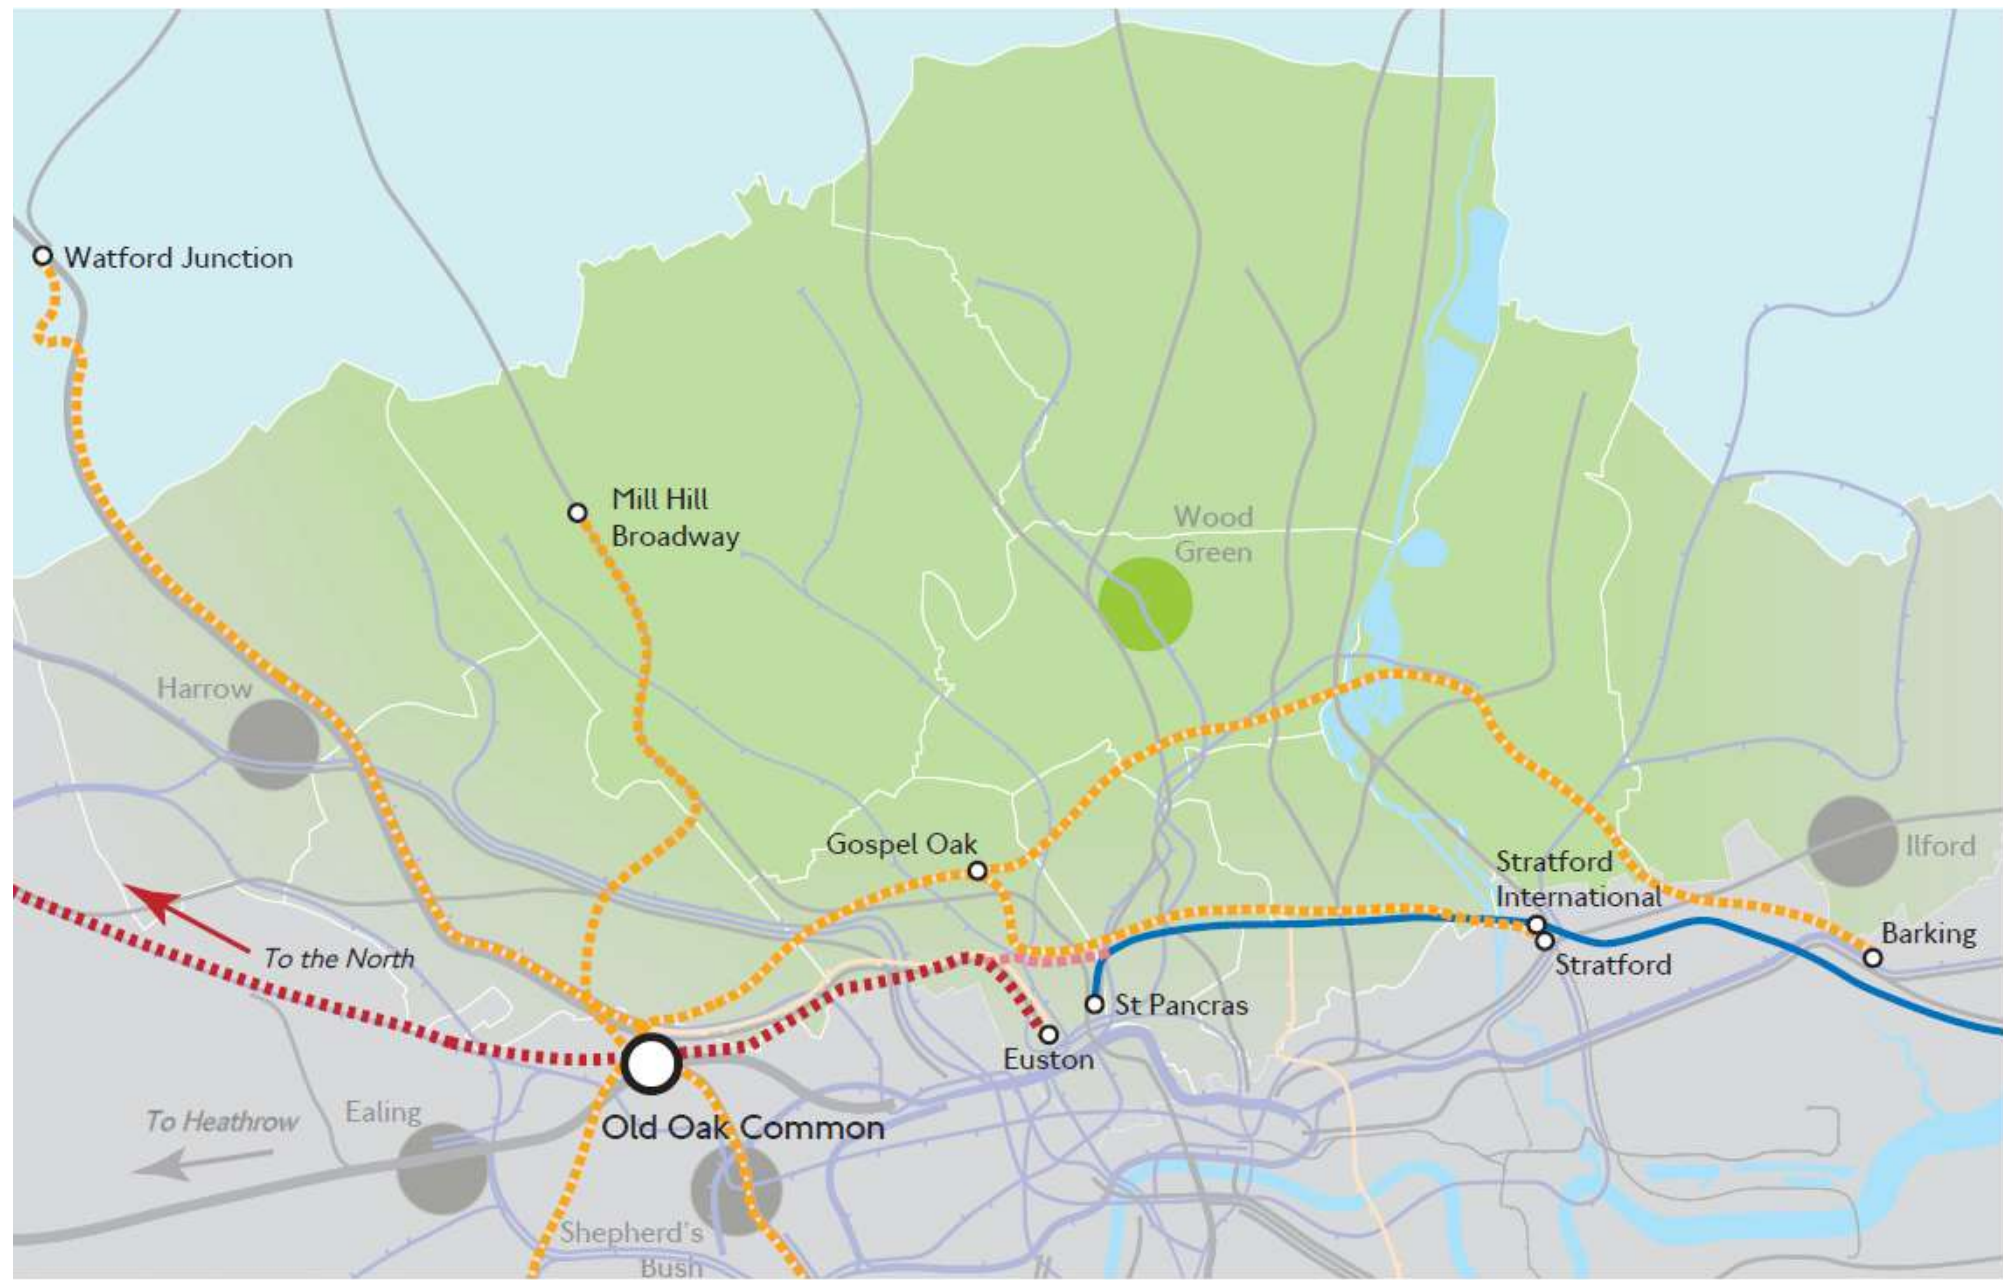 Watford Junction
Mill Hill
Broadway
Wood
Green
Harrow
Gospel Oak
Ilford
Stratford
International
Barking
To the North
Stratford
St Pancras
Euston
To Heathrow
Ealing
Old Oak Common
Shepherd's
Bush